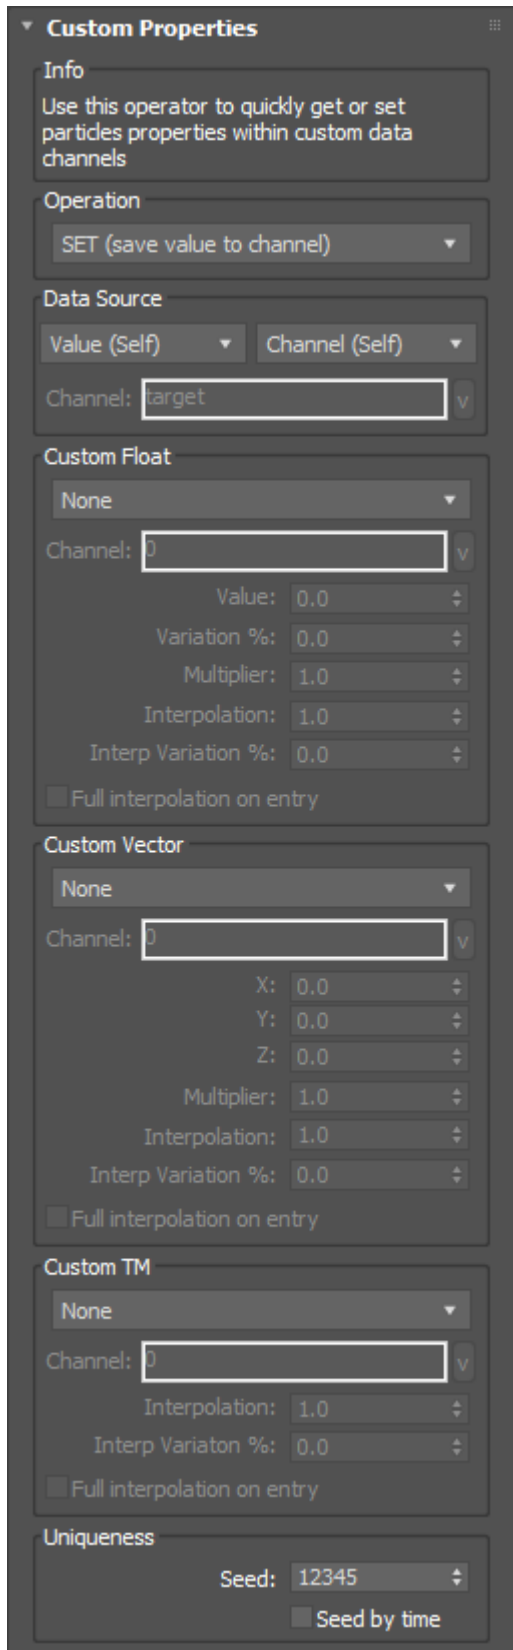 Custom Properties
Info
Use this operator to quickly get or set
particles properties within custom data
channels
Operation
SET (save value to channel)
Data Source
Value (Self) Channel (Self)
Channel: target v
Custom Float
None
Channel: 0 v
Value: 0.0
Variation %: 0.0
Multiplier: 1.0
Interpolation: 1.0
Interp Variation %: 0.0
Full interpolation on entry
Custom Vector
None
Channel: 0 v
X: 0.0
Y: 0.0
Z: 0.0
Multiplier: 1.0
Interpolation: 1.0
Interp Variation %: 0.0
Full interpolation on entry
Custom TM
None
Channel: 0 v
Interpolation: 1.0
Interp Variaton %: 0.0
Full interpolation on entry
Uniqueness
Seed: 12345
Seed by time